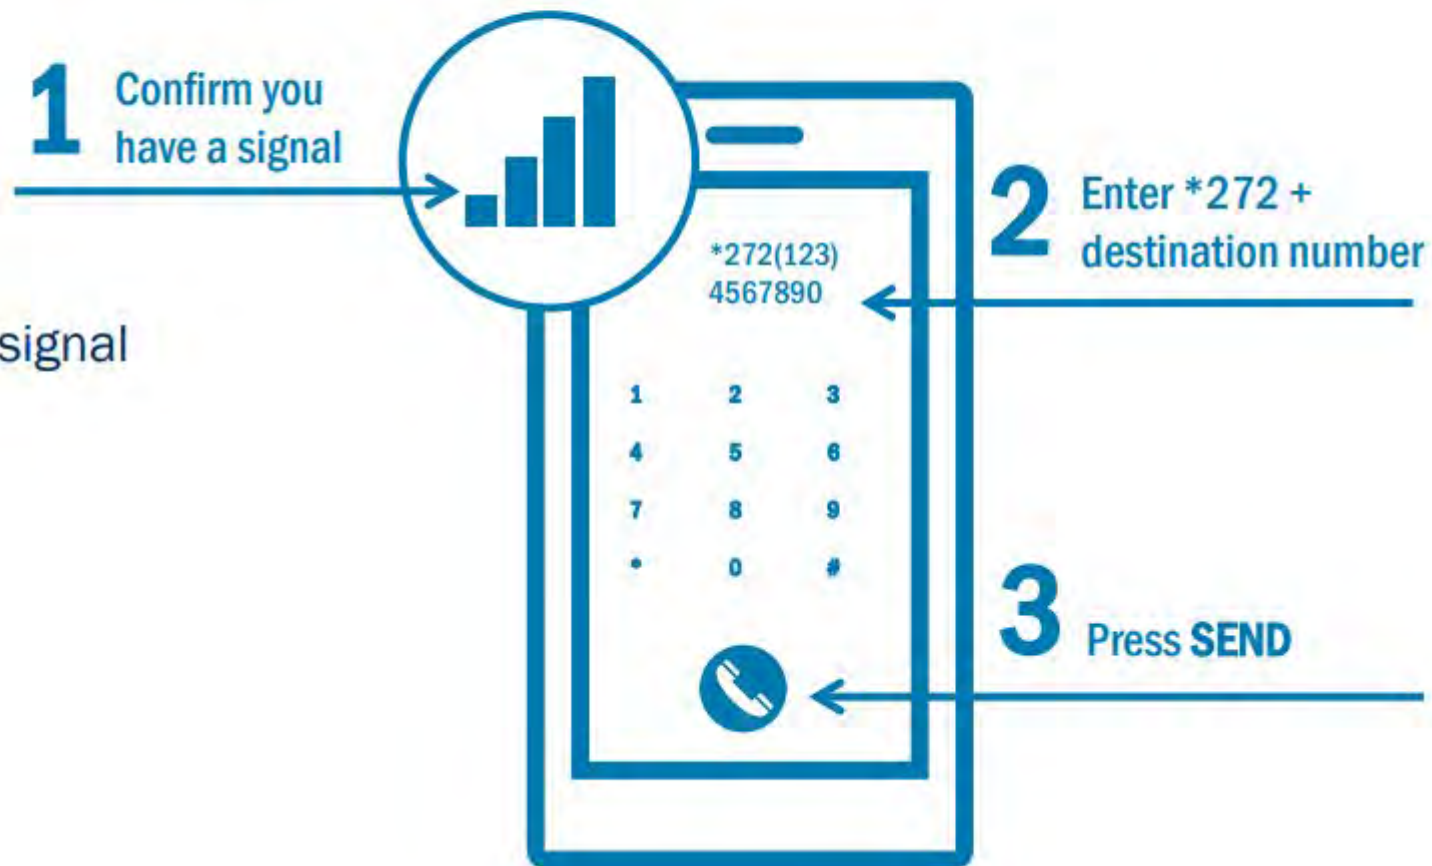 1
Confirm you
have a signal
signal
*272(123)
4567890
2
Enter *272 +
destination number
1 2 3
4 5 6
7 8 9
* 0 #
3
Press SEND